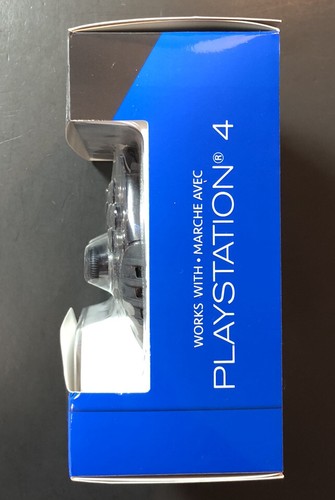 WORKS WITH • MARCHE AVEC
PLAYSTATION® 4